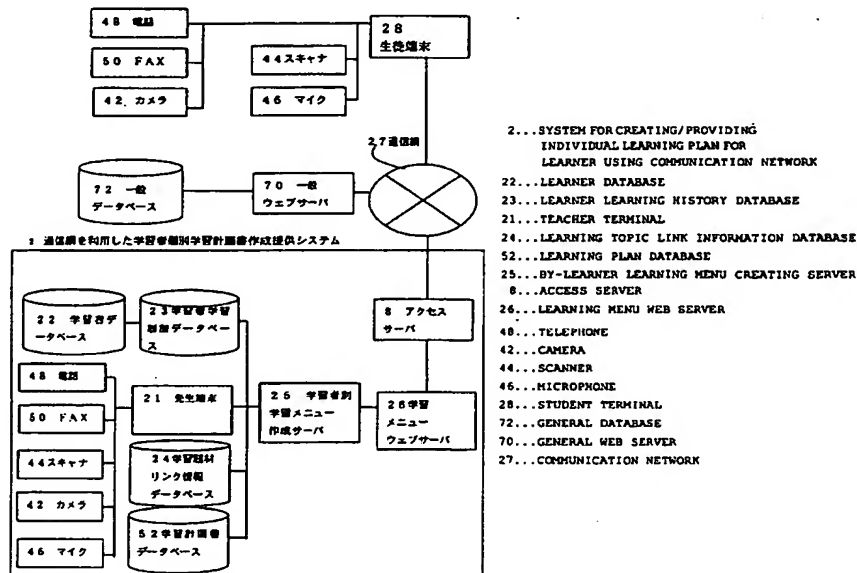 48 電話
28
生徒端末
50 FAX
44スキャナ
42 カメラ
46 マイク
27通信網
72 一般
データベース
70 一般
ウェブサーバ
2 通信網を利用した学習者個別学習計画書作成提供システム
22 学習者デ
ータベース
23学習者学習
履歴データベー
ス
8 アクセス
サーバ
48 電話
21 先生端末
25 学習者別
学習メニュー
作成サーバ
26学習
メニュー
ウェブサーバ
50 FAX
24学習題材
リンク情報
データベース
44スキャナ
42 カメラ
52学習計画書
データベース
46 マイク
2...SYSTEM FOR CREATING/PROVIDING
INDIVIDUAL LEARNING PLAN FOR
LEARNER USING COMMUNICATION NETWORK
22...LEARNER DATABASE
23...LEARNER LEARNING HISTORY DATABASE
21...TEACHER TERMINAL
24...LEARNING TOPIC LINK INFORMATION DATABASE
52...LEARNING PLAN DATABASE
25...BY-LEARNER LEARNING MENU CREATING SERVER
8...ACCESS SERVER
26...LEARNING MENU WEB SERVER
48...TELEPHONE
42...CAMERA
44...SCANNER
46...MICROPHONE
28...STUDENT TERMINAL
72...GENERAL DATABASE
70...GENERAL WEB SERVER
27...COMMUNICATION NETWORK